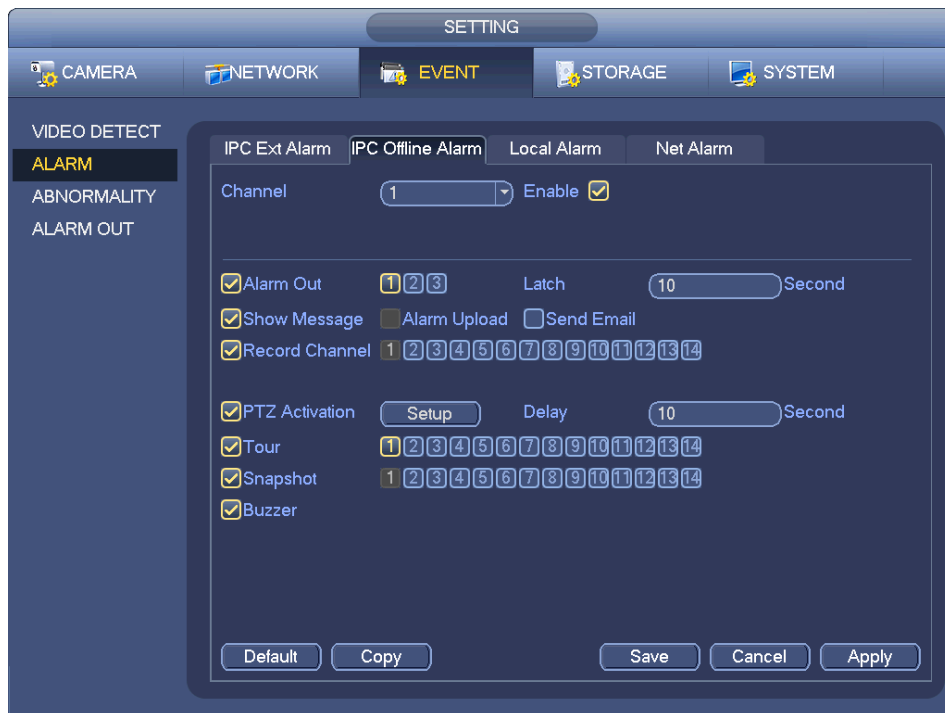 SETTING
CAMERA NETWORK EVENT STORAGE SYSTEM
VIDEO DETECT
ALARM
ABNORMALITY
ALARM OUT
IPC Ext Alarm IPC Offline Alarm Local Alarm Net Alarm
Channel 1 Enable
Alarm Out 1 2 3 Latch 10 Second
Show Message Alarm Upload Send Email
Record Channel 1 2 3 4 5 6 7 8 9 10 11 12 13 14
PTZ Activation Setup Delay 10 Second
Tour 1 2 3 4 5 6 7 8 9 10 11 12 13 14
Snapshot 1 2 3 4 5 6 7 8 9 10 11 12 13 14
Buzzer
Default Copy Save Cancel Apply